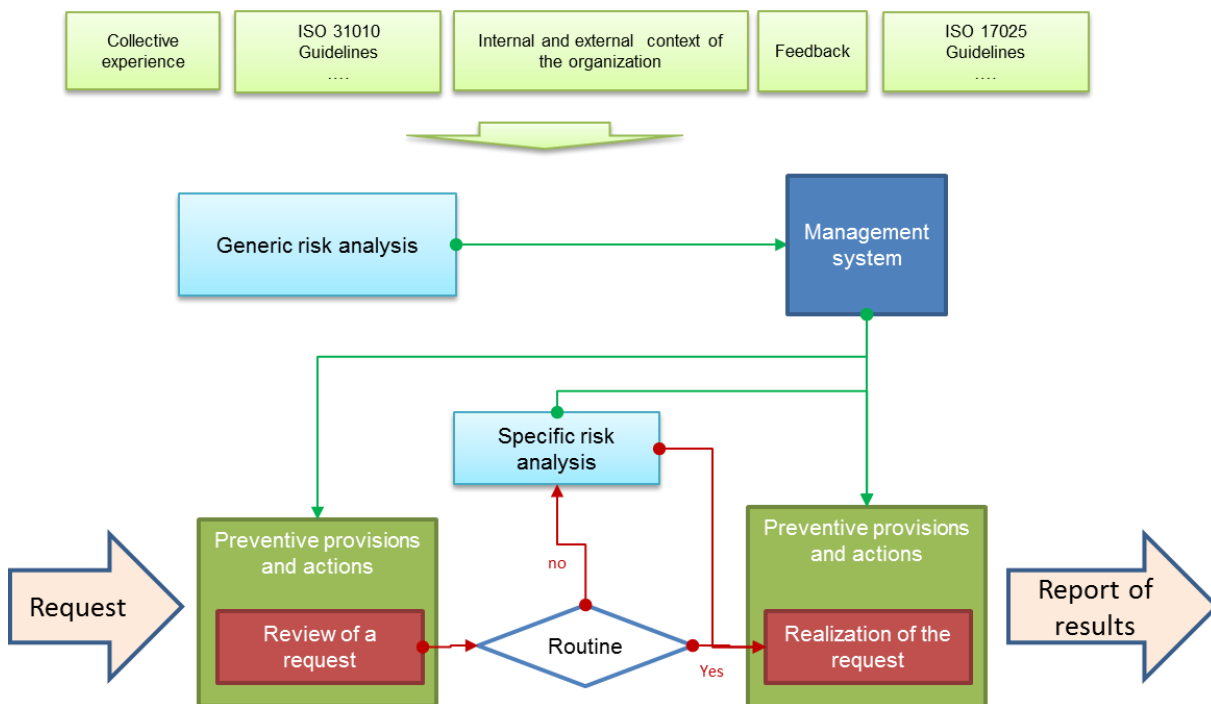 Collective
experience
ISO 31010
Guidelines
....
Internal and external context of
the organization
Feedback
ISO 17025
Guidelines
....
Generic risk analysis
Management
system
Specific risk
analysis
Preventive provisions
and actions
Preventive provisions
and actions
no
Request
Review of a
request
Routine
Yes
Realization of the
request
Report of
results